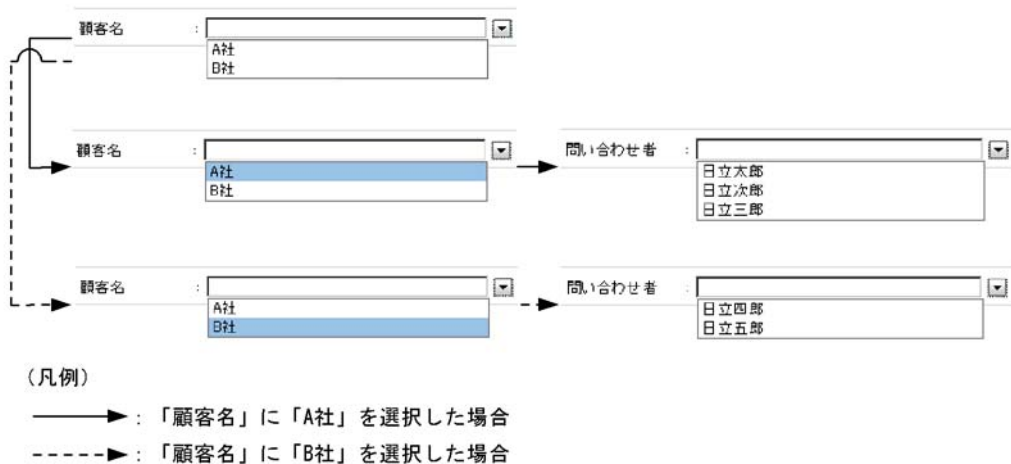 顧客名 :
A社
B社
顧客名 :
A社
B社
問い合わせ者 :
日立太郎
日立次郎
日立三郎
顧客名 :
A社
B社
問い合わせ者 :
日立四郎
日立五郎
（凡例）
：「顧客名」に「A社」を選択した場合
：「顧客名」に「B社」を選択した場合